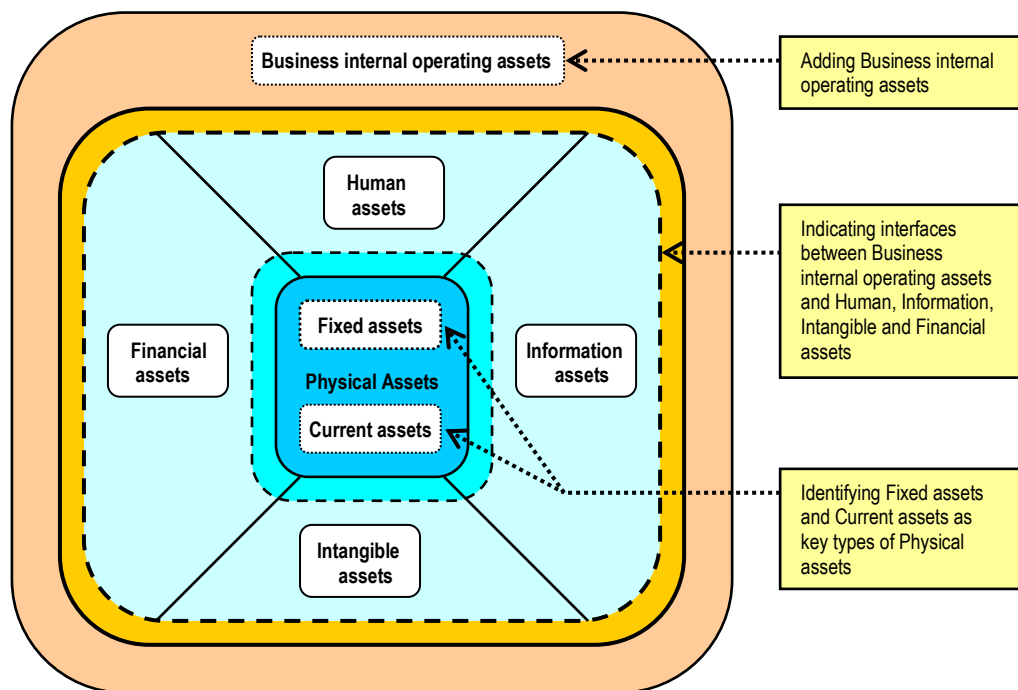 Business internal operating assets
Adding Business internal
operating assets
Human
assets
Indicating interfaces
between Business
internal operating assets
and Human, Information,
Intangible and Financial
assets
Financial
assets
Fixed assets
Physical Assets
Current assets
Information
assets
Intangible
assets
Identifying Fixed assets
and Current assets as
key types of Physical
assets